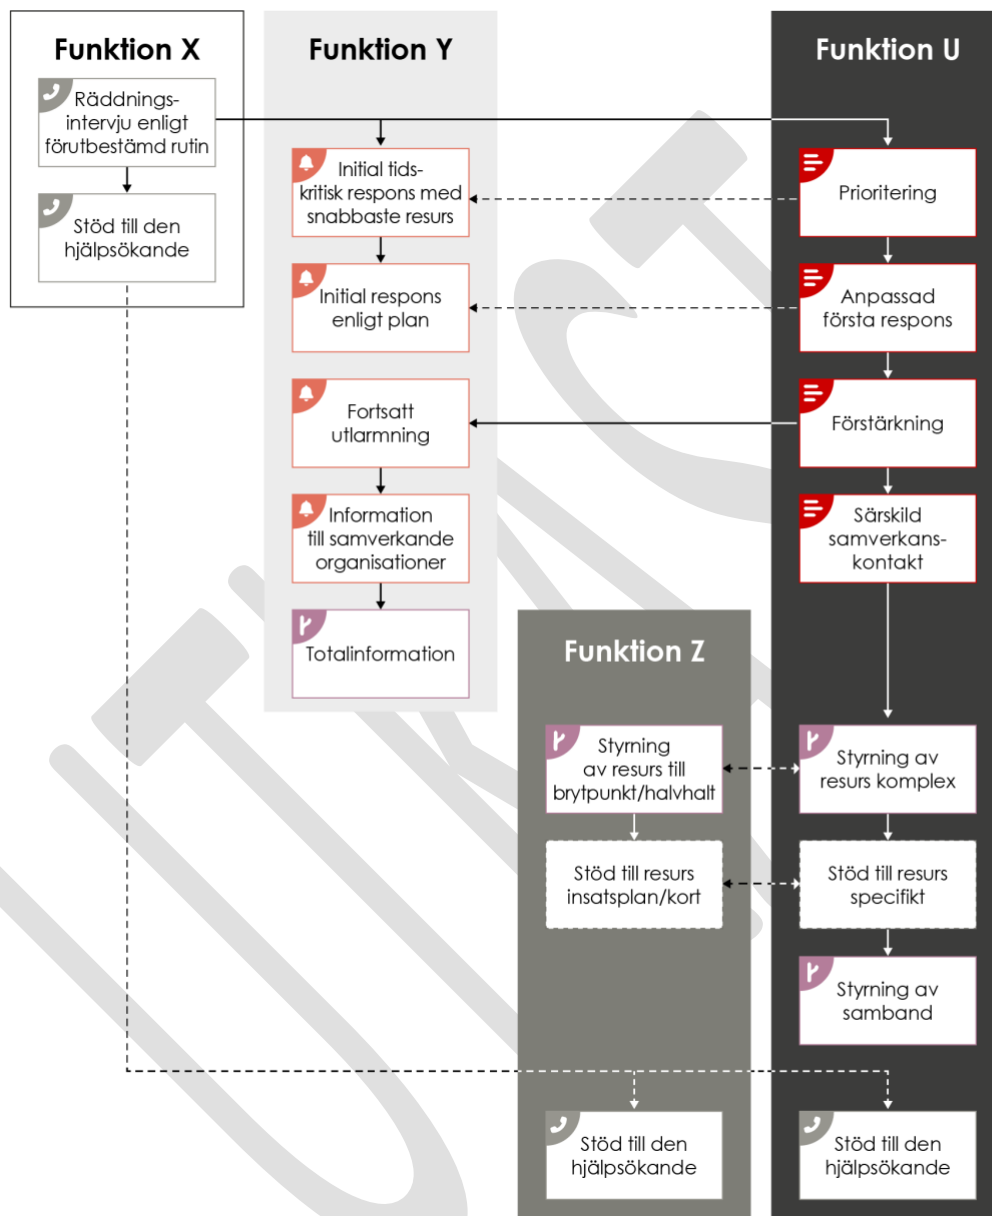 Funktion X
Räddnings-
intervju enligt
förutbestämd rutin
Stöd till den
hjälpsökande
Funktion Y
Initial tids-
kritisk respons med
snabbaste resurs
Initial respons
enligt plan
Fortsatt
utlarmning
Information
till samverkande
organisationer
Totalinformation
Funktion Z
Styrning
av resurs till
brytpunkt/halvhalt
Stöd till resurs
insatsplan/kort
Stöd till den
hjälpsökande
Funktion U
Prioritering
Anpassad
första respons
Förstärkning
Särskild
samverkans-
kontakt
Styrning av
resurs komplex
Stöd till resurs
specifikt
Styrning av
samband
Stöd till den
hjälpsökande
UTKAST